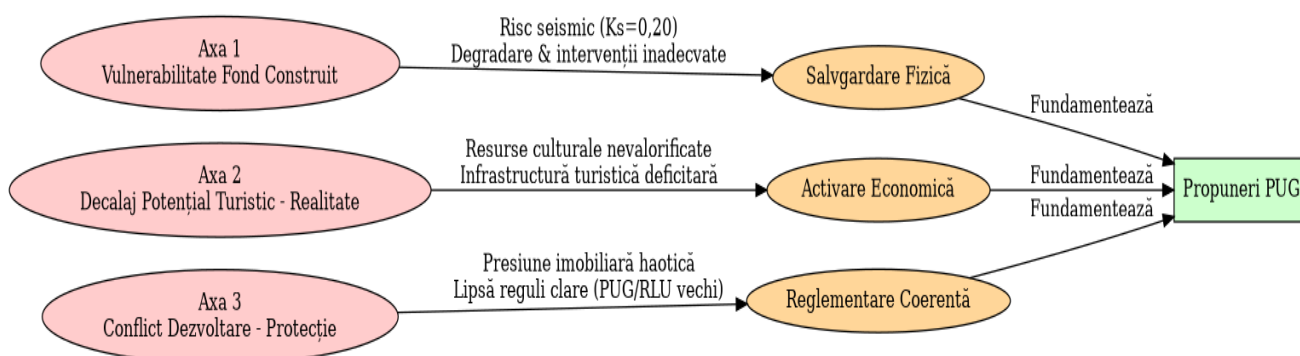 Axa 1
Vulnerabilitate Fond Construit
Risc seismic (Ks=0,20)
Degradare & intervenții inadecvate
Salvgardare Fizică
Fundamentează
Axa 2
Decalaj Potențial Turistic - Realitate
Resurse culturale nevalorificate
Infrastructură turistică deficitară
Activare Economică
Fundamentează
Propuneri PUG
Fundamentează
Axa 3
Conflict Dezvoltare - Protecție
Presiune imobiliară haotică
Lipsă reguli clare (PUG/RLU vechi)
Reglementare Coerentă